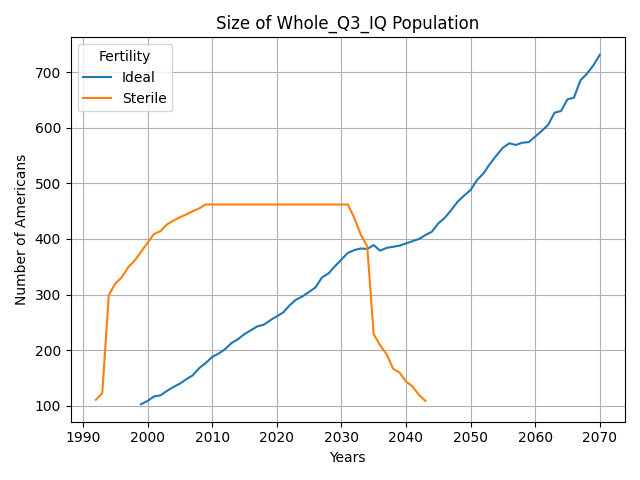 Size of Whole_Q3_IQ Population
Fertility
Ideal
Sterile
Number of Americans
700
600
500
400
300
200
100
1990 2000 2010 2020 2030 2040 2050 2060 2070
Years